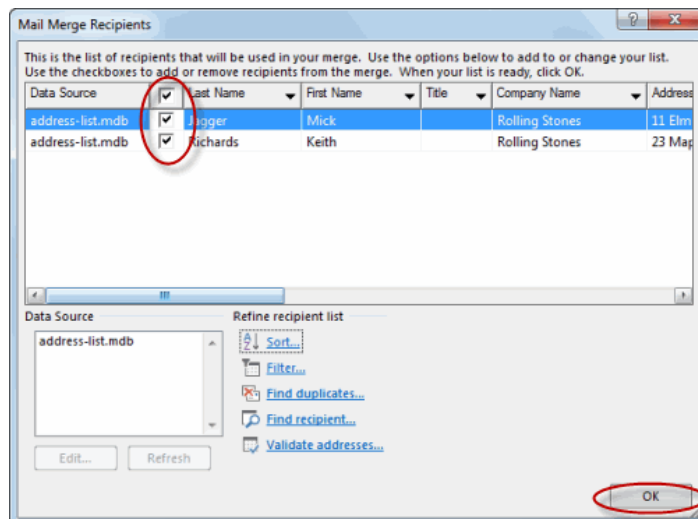 Mail Merge Recipients
This is the list of recipients that will be used in your merge. Use the options below to add to or change your list.
Use the checkboxes to add or remove recipients from the merge. When your list is ready, click OK.
Data Source Last Name First Name Title Company Name Address
address-list.mdb Jagger Mick Rolling Stones 11 Elm
address-list.mdb Richards Keith Rolling Stones 23 Map
Data Source Refine recipient list
address-list.mdb
Sort...
Filter...
Find duplicates...
Find recipient...
Validate addresses...
Edit... Refresh
OK